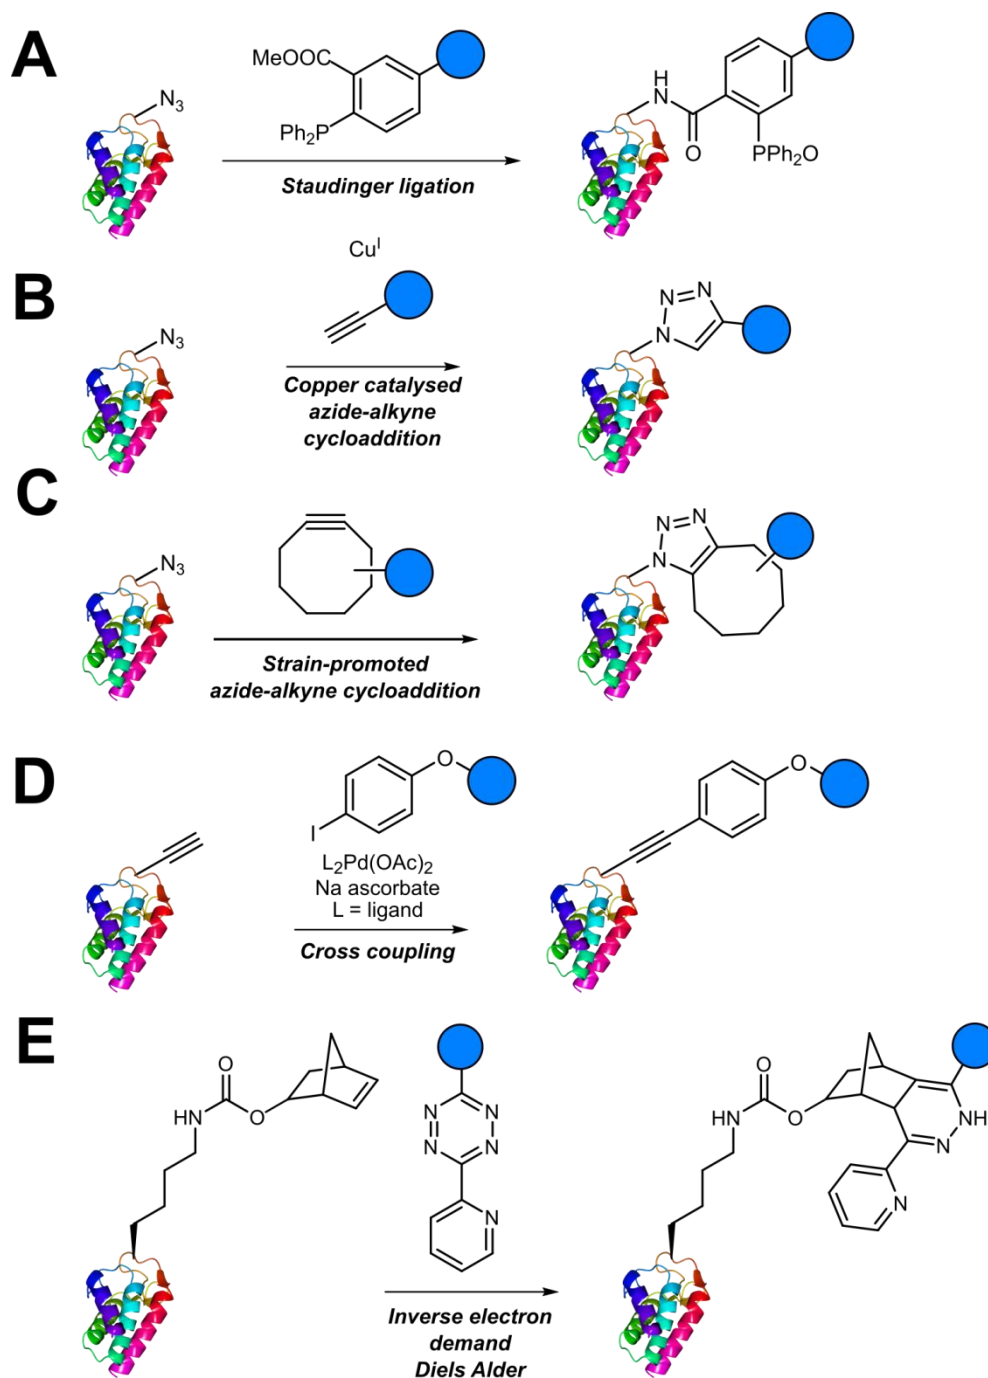 A
N₃
MeOOC
Ph₂P
Staudinger ligation
H
N
O
PPh₂O
B
N₃
Cuᴵ
Copper catalysed
azide-alkyne
cycloaddition
N N
N
C
N₃
Strain-promoted
azide-alkyne cycloaddition
N N
N
D
O
I
L₂Pd(OAc)₂
Na ascorbate
L = ligand
Cross coupling
O
E
O
HN
O
N N
N N
N
Inverse electron
demand
Diels Alder
O
HN
O
NH
N
N